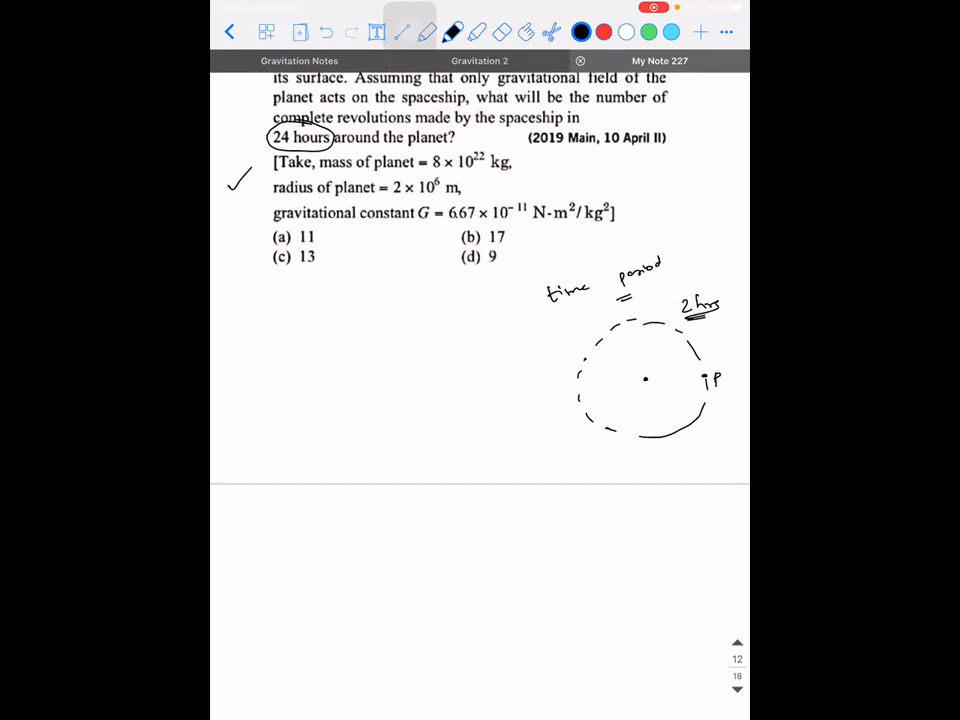 Gravitation Notes
Gravitation 2
My Note 227
its surface. Assuming that only gravitational field of the
planet acts on the spaceship, what will be the number of
complete revolutions made by the spaceship in
24 hours around the planet? (2019 Main, 10 April II)
[Take, mass of planet = 8 × 10²² kg,
radius of planet = 2 × 10⁶ m,
gravitational constant G = 6.67 × 10⁻¹¹ N-m²/kg²]
(a) 11 (b) 17
(c) 13 (d) 9
time period
2 hrs
P
12
18